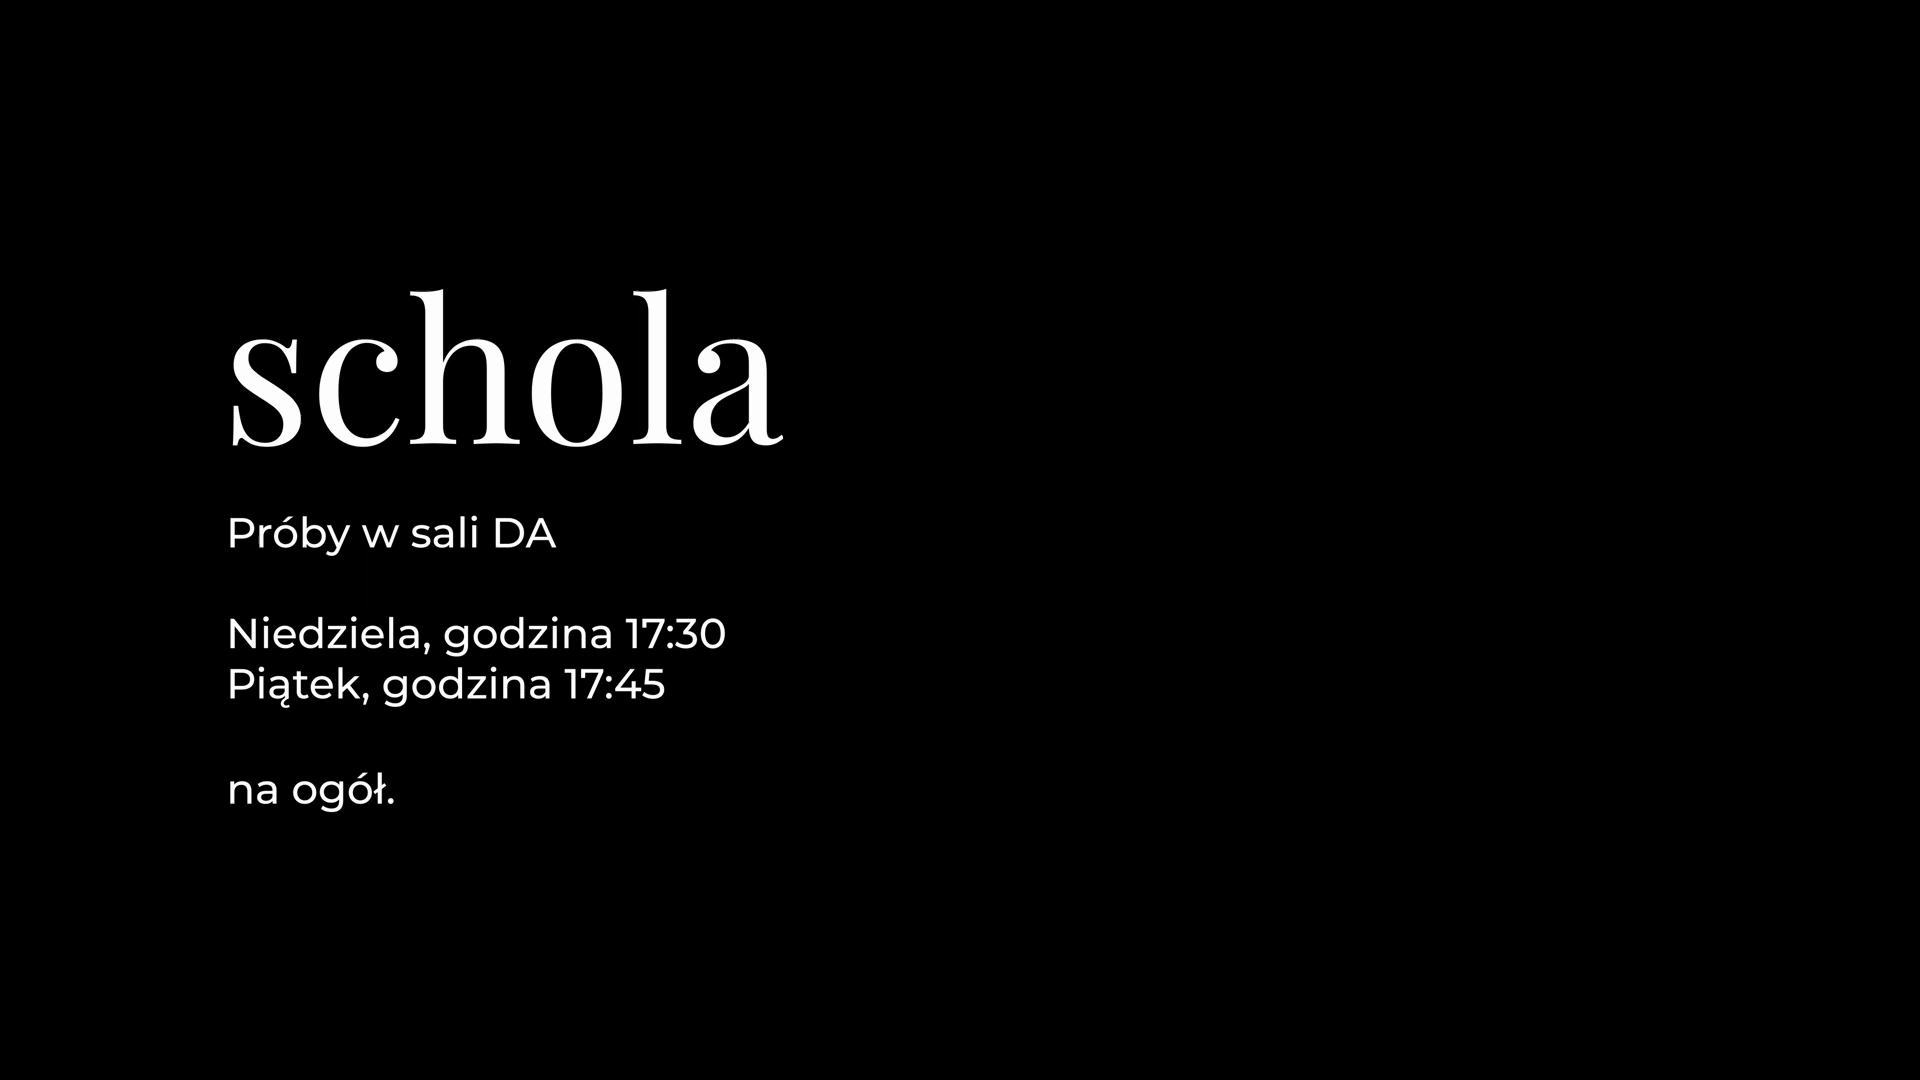 schola
Próby w sali DA
Niedziela, godzina 17:30
Piątek, godzina 17:45
na ogół.